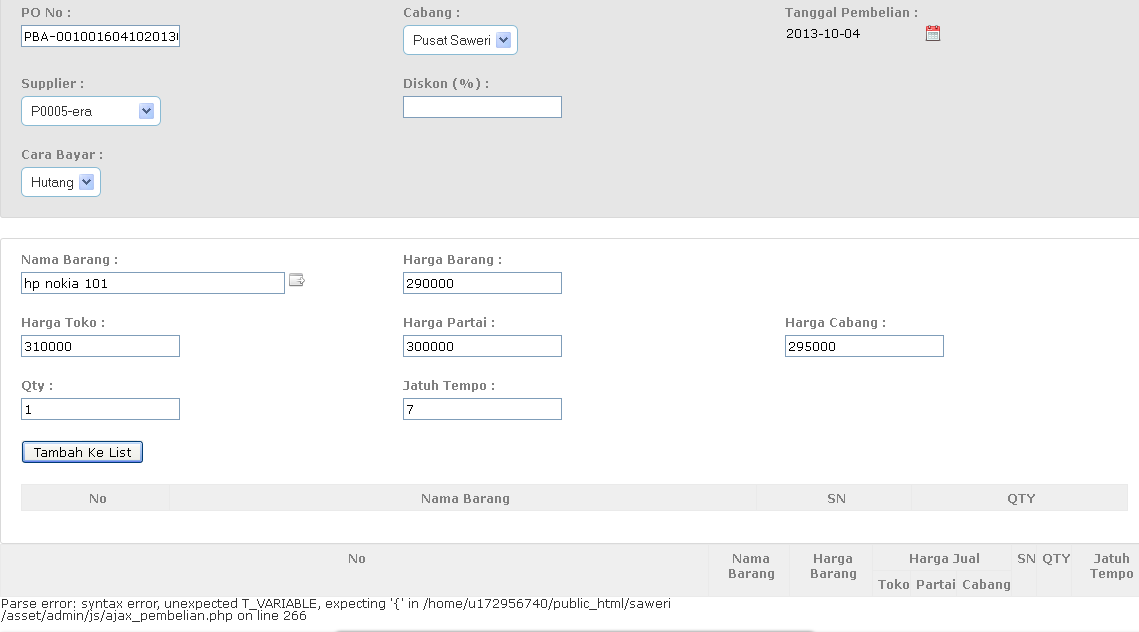 PO No :
Cabang :
Tanggal Pembelian :
Pusat Saweri
2013-10-04
Supplier :
Diskon (%) :
P0005-era
Cara Bayar :
Hutang
Nama Barang :
Harga Barang :
hp nokia 101
290000
Harga Toko :
Harga Partai :
Harga Cabang :
310000
300000
295000
Qty :
Jatuh Tempo :
1
7
Tambah Ke List
No Nama Barang SN QTY
No Nama Barang Harga Barang Harga Jual SN QTY Jatuh Tempo
Toko Partai Cabang
Parse error: syntax error, unexpected T_VARIABLE, expecting '{' in /home/u172956740/public_html/saweri
/asset/admin/js/ajax_pembelian.php on line 266